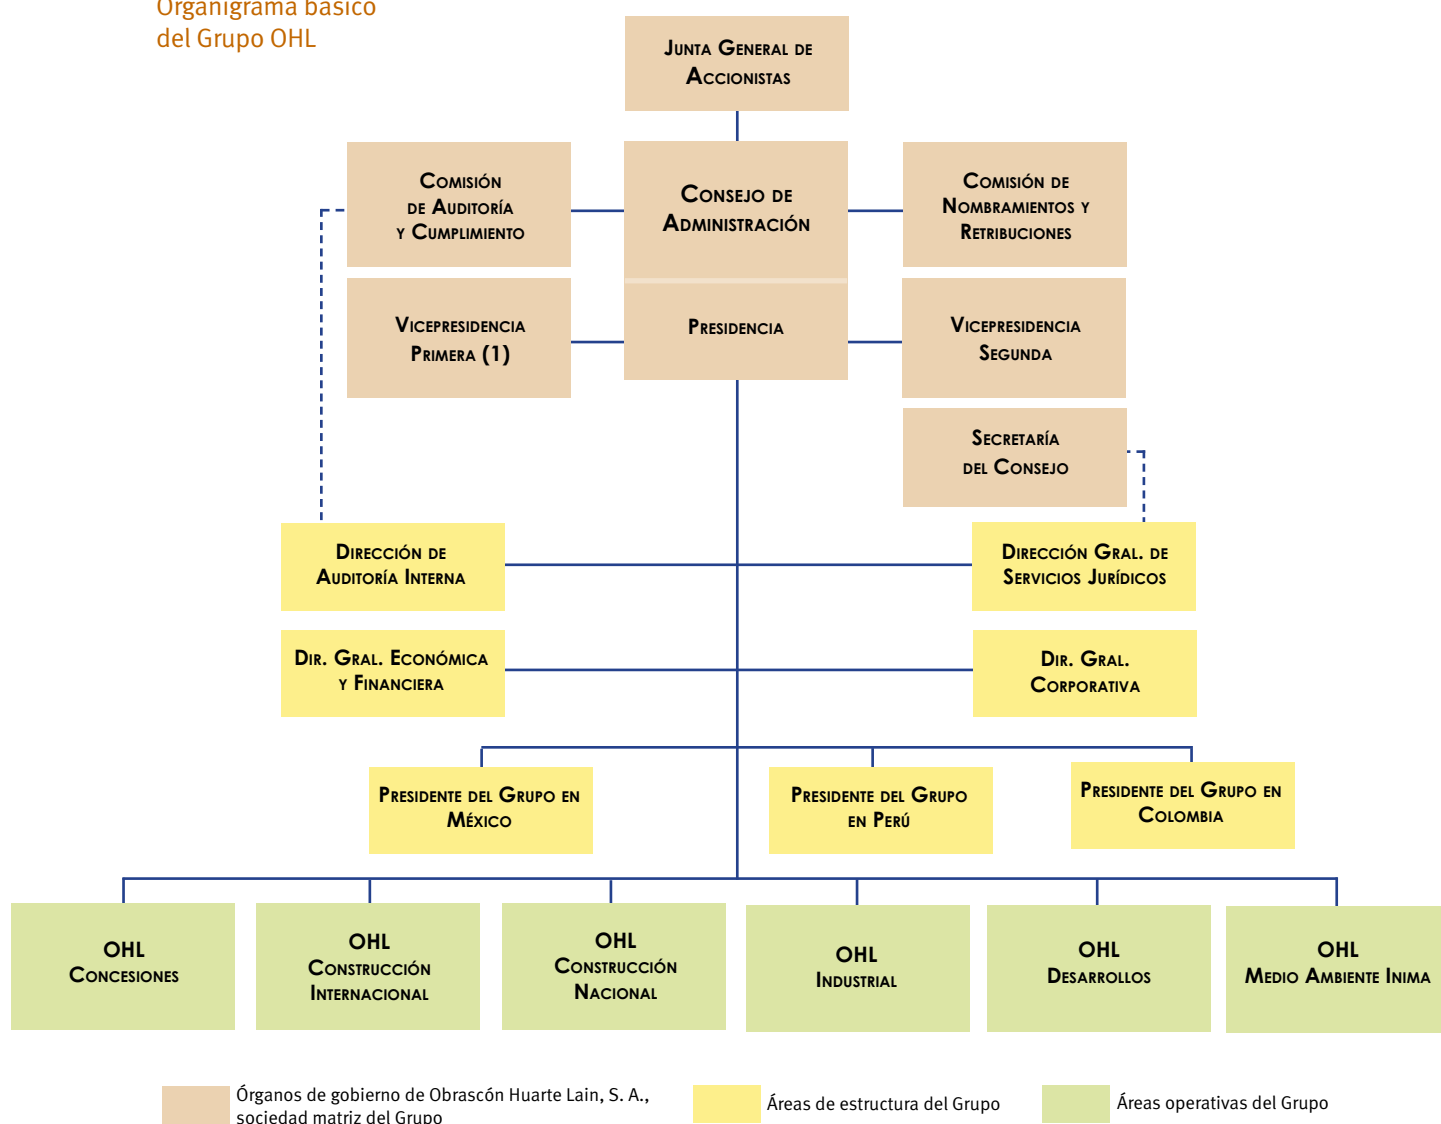 Organigrama básico
del Grupo OHL
Junta General de
Accionistas
Comisión
de Auditoría
y Cumplimiento
Consejo de
Administración
Comisión de
Nombramientos y
Retribuciones
Vicepresidencia
Primera (1)
Presidencia
Vicepresidencia
Segunda
Secretaría
del Consejo
Dirección de
Auditoría Interna
Dirección Gral. de
Servicios Jurídicos
Dir. Gral. Económica
y Financiera
Dir. Gral.
Corporativa
Presidente del Grupo en
México
Presidente del Grupo
en Perú
Presidente del Grupo en
Colombia
OHL
Concesiones
OHL
Construcción
Internacional
OHL
Construcción
Nacional
OHL
Industrial
OHL
Desarrollos
OHL
Medio Ambiente Inima
Órganos de gobierno de Obrascón Huarte Lain, S. A.,
sociedad matriz del Grupo
Áreas de estructura del Grupo
Áreas operativas del Grupo